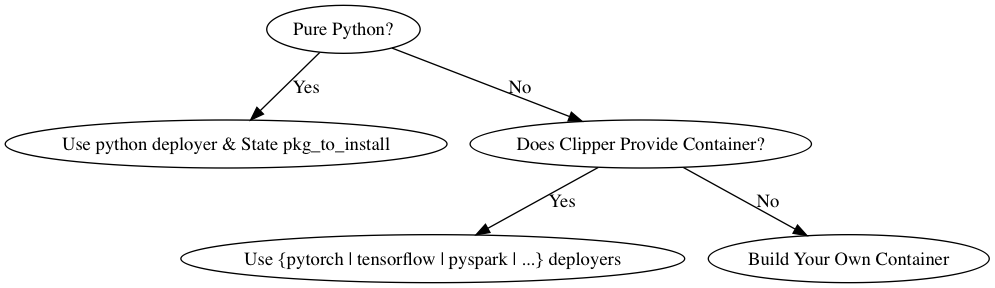 Pure Python?
Yes
No
Use python deployer & State pkg_to_install
Does Clipper Provide Container?
Yes
No
Use {pytorch | tensorflow | pyspark | ...} deployers
Build Your Own Container